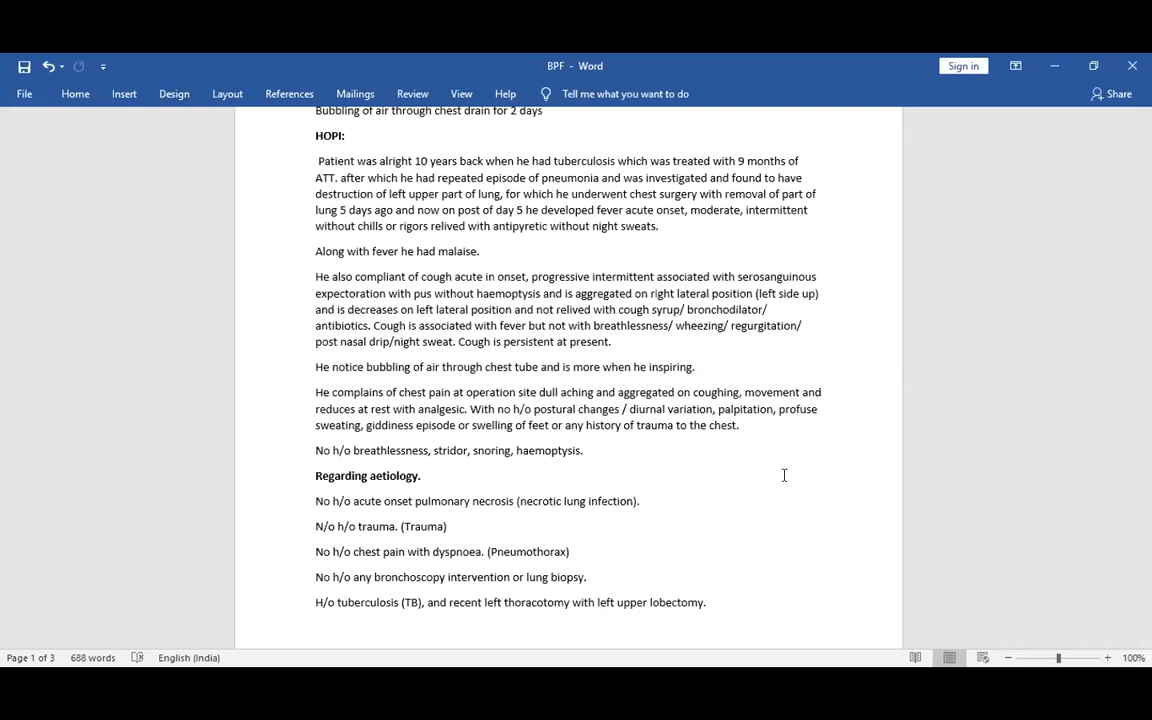 BPF - Word
Sign in
File Home Insert Design Layout References Mailings Review View Help Tell me what you want to do Share
Bubbling of air through chest drain for 2 days
HOPI:
Patient was alright 10 years back when he had tuberculosis which was treated with 9 months of
ATT. after which he had repeated episode of pneumonia and was investigated and found to have
destruction of left upper part of lung, for which he underwent chest surgery with removal of part of
lung 5 days ago and now on post of day 5 he developed fever acute onset, moderate, intermittent
without chills or rigors relived with antipyretic without night sweats.
Along with fever he had malaise.
He also compliant of cough acute in onset, progressive intermittent associated with serosanguinous
expectoration with pus without haemoptysis and is aggregated on right lateral position (left side up)
and is decreases on left lateral position and not relived with cough syrup/ bronchodilator/
antibiotics. Cough is associated with fever but not with breathlessness/ wheezing/ regurgitation/
post nasal drip/night sweat. Cough is persistent at present.
He notice bubbling of air through chest tube and is more when he inspiring.
He complains of chest pain at operation site dull aching and aggregated on coughing, movement and
reduces at rest with analgesic. With no h/o postural changes / diurnal variation, palpitation, profuse
sweating, giddiness episode or swelling of feet or any history of trauma to the chest.
No h/o breathlessness, stridor, snoring, haemoptysis.
Regarding aetiology.
No h/o acute onset pulmonary necrosis (necrotic lung infection).
N/o h/o trauma. (Trauma)
No h/o chest pain with dyspnoea. (Pneumothorax)
No h/o any bronchoscopy intervention or lung biopsy.
H/o tuberculosis (TB), and recent left thoracotomy with left upper lobectomy.
Page 1 of 3 688 words English (India) 100%